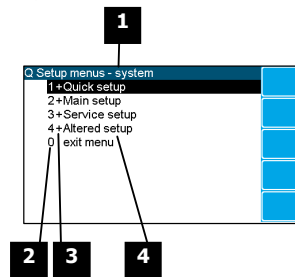 1
Q Setup menus - system
1+Quick setup
2+Main setup
3+Service setup
4+Altered setup
0 exit menu
2 3 4